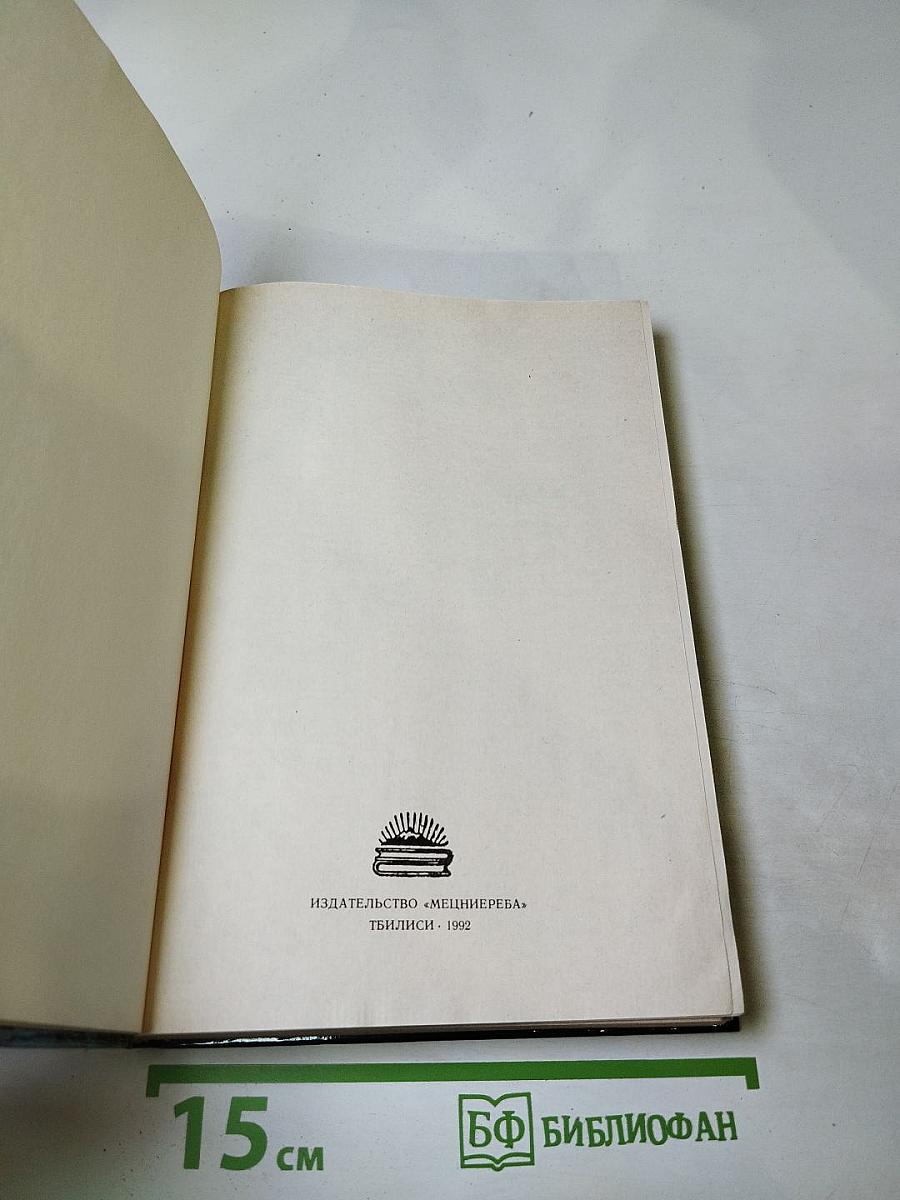 ИЗДАТЕЛЬСТВО «МЕЦНИЕРЕБА»
ТБИЛИСИ · 1992
15 см
БФ БИБЛИОФАН